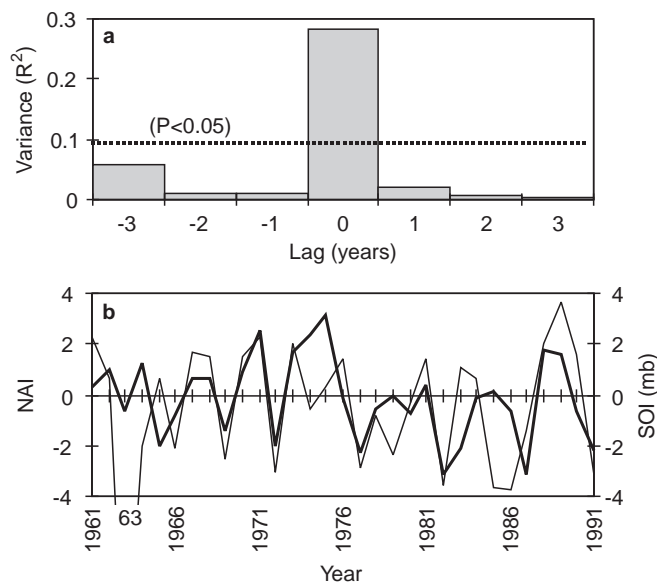 a
0.3
0.2
0.1
0
Variance (R²)
(P<0.05)
-3 -2 -1 0 1 2 3
Lag (years)
b
4 4
2 2
0 0
-2 -2
-4 -4
NAI
SOI (mb)
63
1961 1966 1971 1976 1981 1986 1991
Year